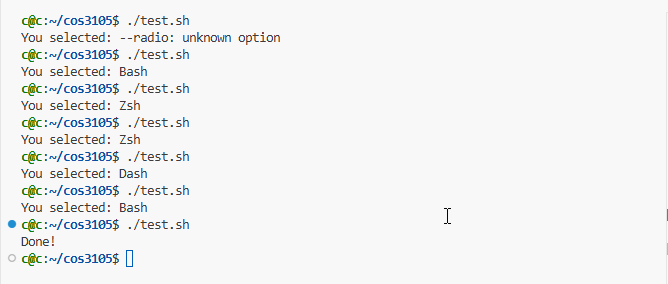 c@c:~/cos3105$ ./test.sh
You selected: --radio: unknown option
c@c:~/cos3105$ ./test.sh
You selected: Bash
c@c:~/cos3105$ ./test.sh
You selected: Zsh
c@c:~/cos3105$ ./test.sh
You selected: Zsh
c@c:~/cos3105$ ./test.sh
You selected: Dash
c@c:~/cos3105$ ./test.sh
You selected: Bash
c@c:~/cos3105$ ./test.sh
Done!
c@c:~/cos3105$